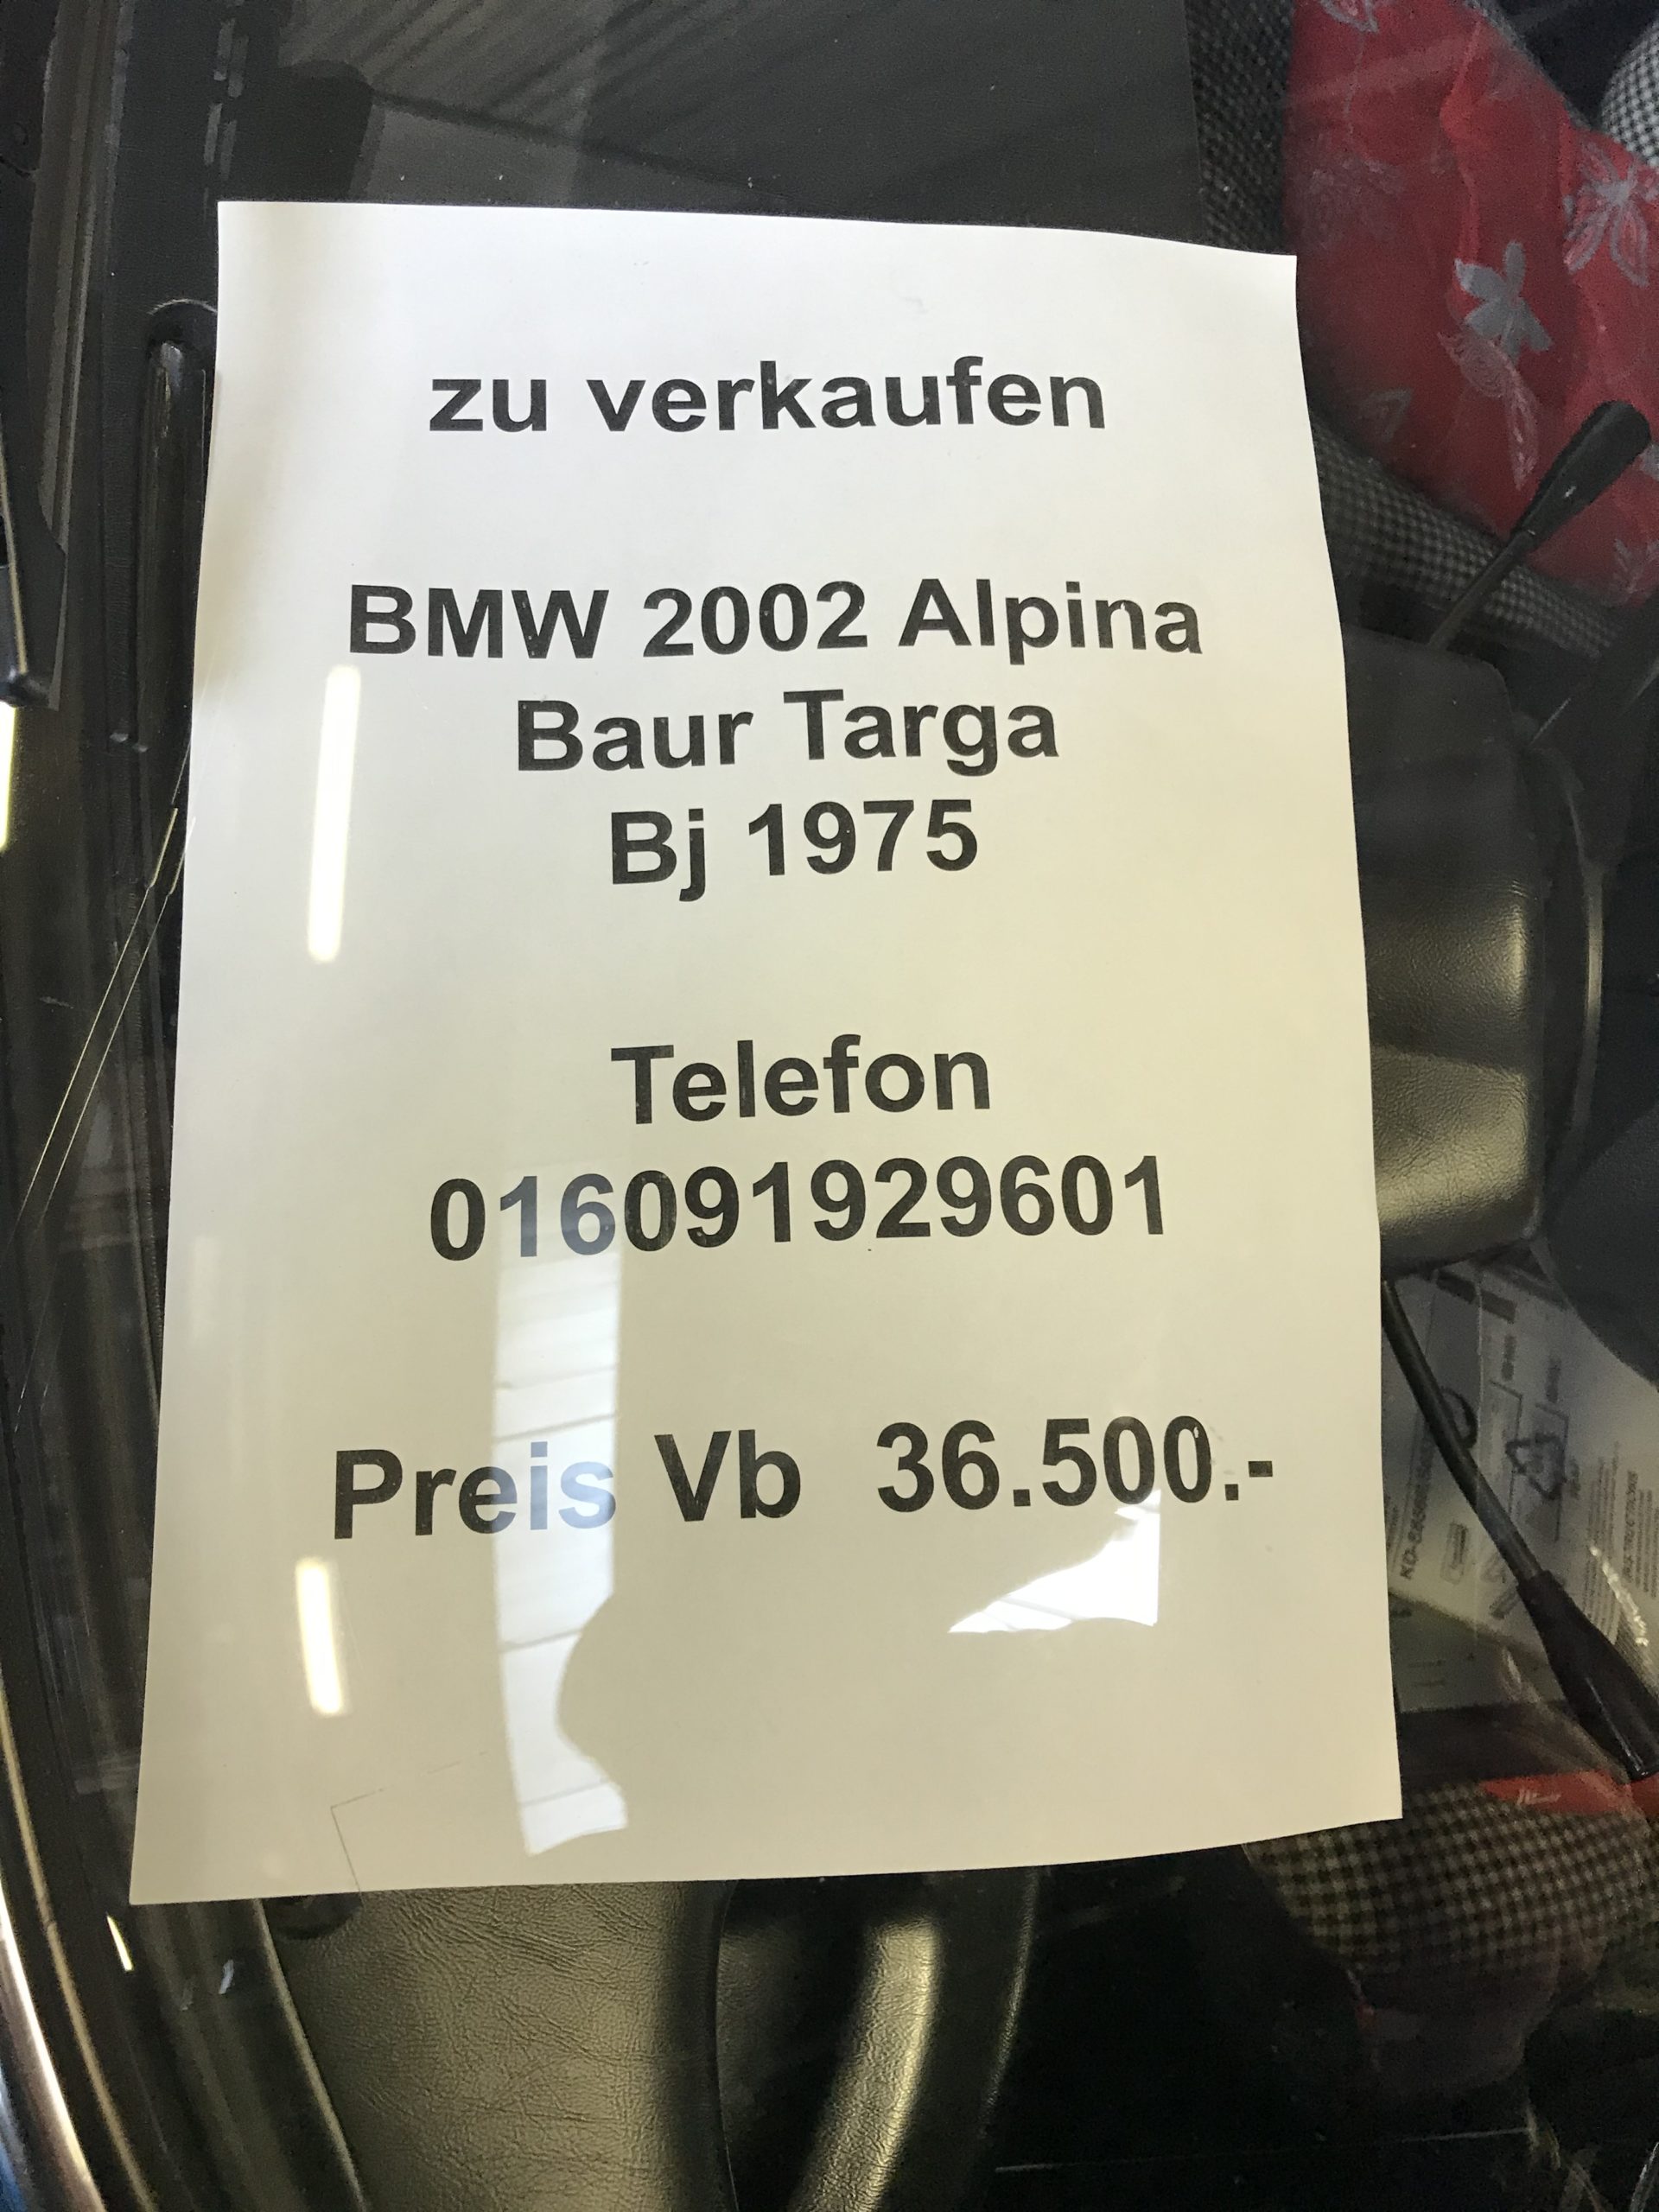 zu verkaufen
BMW 2002 Alpina
Baur Targa
Bj 1975
Telefon
016091929601
Preis Vb 36.500.-